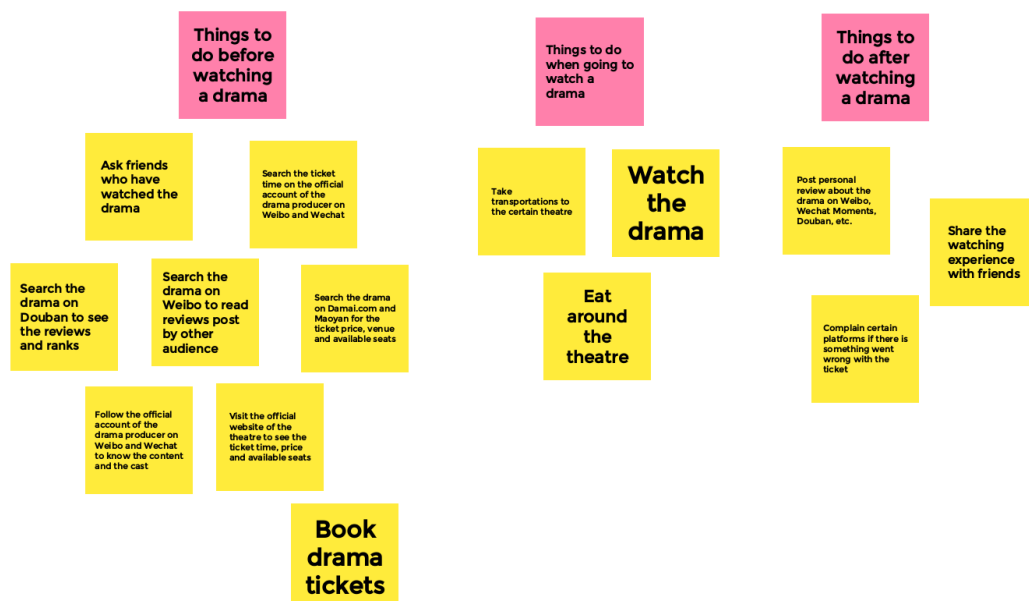 Things to
do before
watching
a drama
Things to do
when going to
watch a
drama
Things to
do after
watching
a drama
Ask friends
who have
watched the
drama
Search the ticket
time on the official
account of the
drama producer on
Weibo and Wechat
Take
transportations to
the certain theatre
Watch
the
drama
Post personal
review about the
drama on Weibo,
Wechat Moments,
Douban, etc.
Share the
watching
experience
with friends
Search the
drama on
Douban to see
the reviews
and ranks
Search the
drama on
Weibo to read
reviews post
by other
audience
Search the drama
on Damai.com and
Maoyan for the
ticket price, venue
and available seats
Eat
around
the
theatre
Complain certain
platforms if there is
something went
wrong with the
ticket
Follow the official
account of the
drama producer on
Weibo and Wechat
to know the content
and the cast
Visit the official
website of the
theatre to see the
ticket time, price
and available seats
Book
drama
tickets